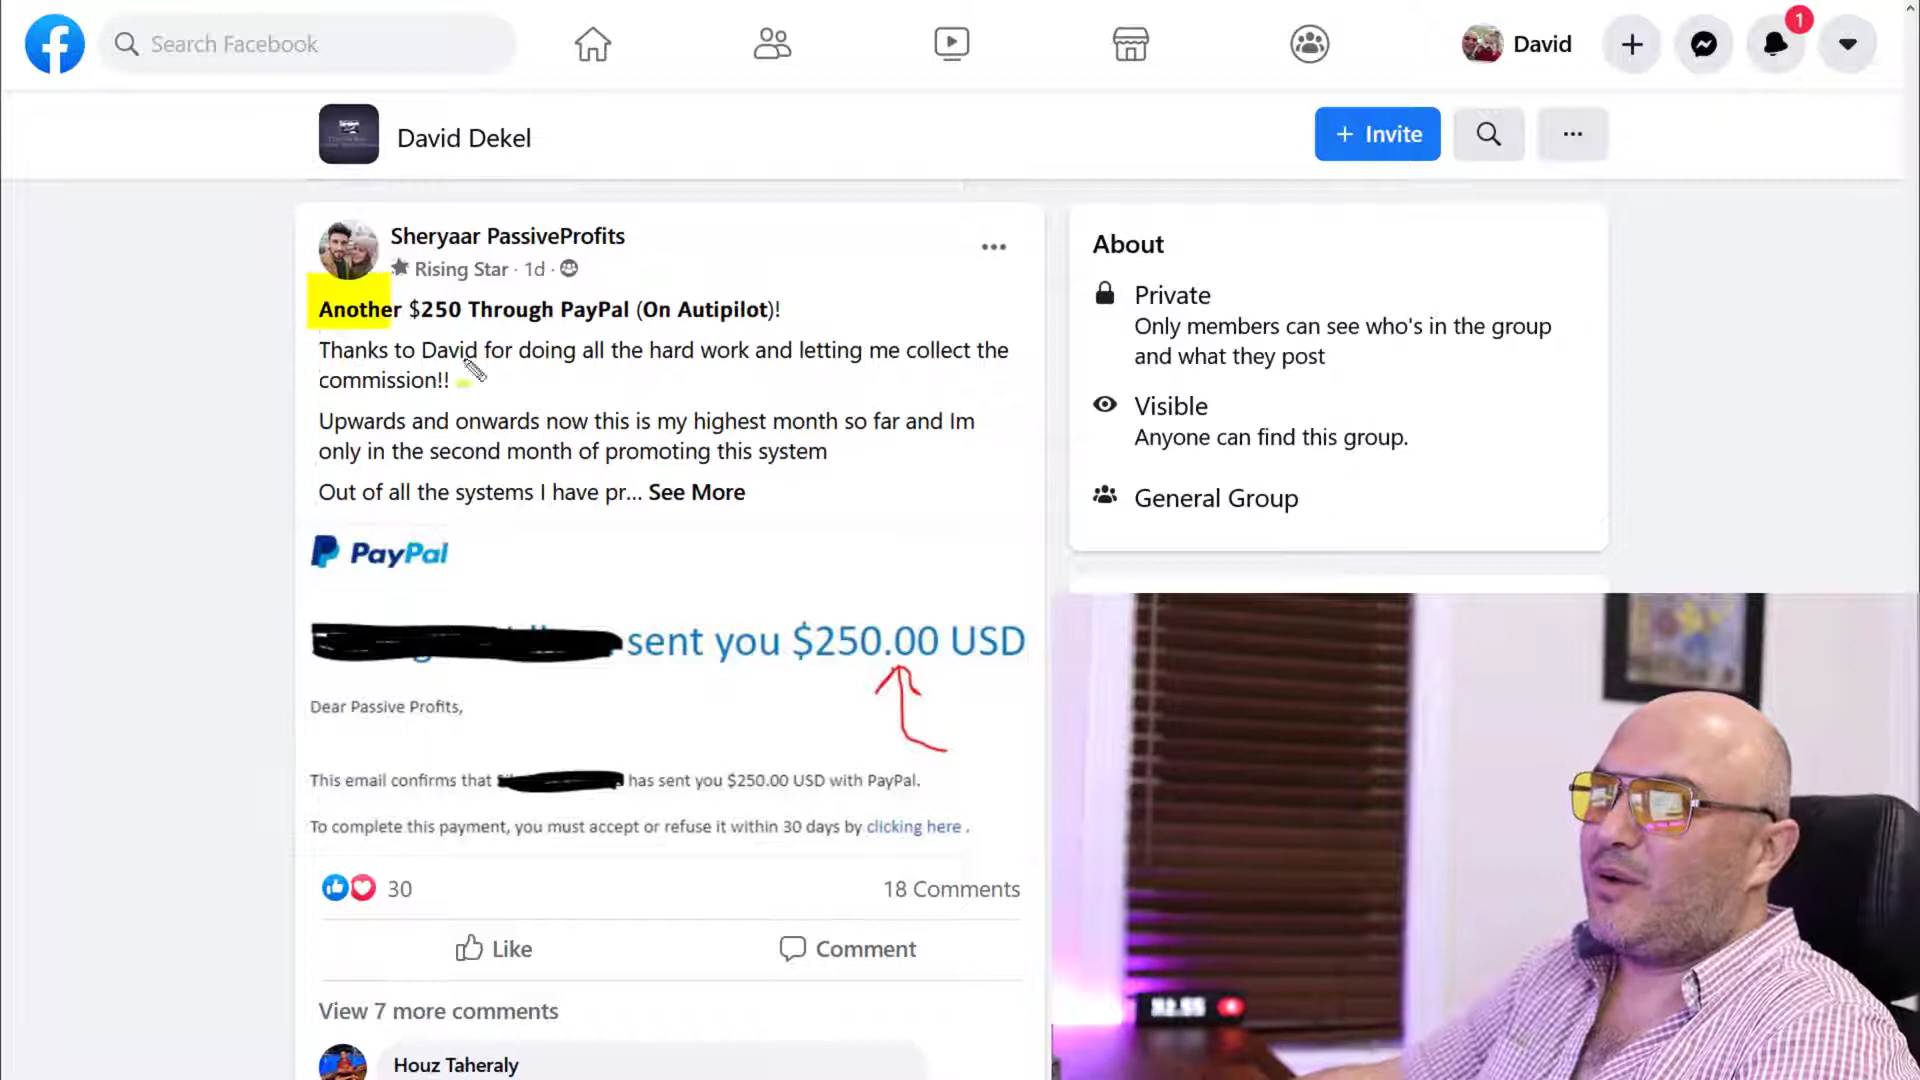 Search Facebook
David
1
David Dekel
+ Invite
Sheryaar PassiveProfits
Rising Star · 1d ·
Another $250 Through PayPal (On Autipilot)!
Thanks to David for doing all the hard work and letting me collect the
commission!!
Upwards and onwards now this is my highest month so far and Im
only in the second month of promoting this system
Out of all the systems I have pr... See More
PayPal
sent you $250.00 USD
Dear Passive Profits,
This email confirms that has sent you $250.00 USD with PayPal.
To complete this payment, you must accept or refuse it within 30 days by clicking here .
30
18 Comments
Like
Comment
View 7 more comments
Houz Taheraly
About
Private
Only members can see who's in the group
and what they post
Visible
Anyone can find this group.
General Group